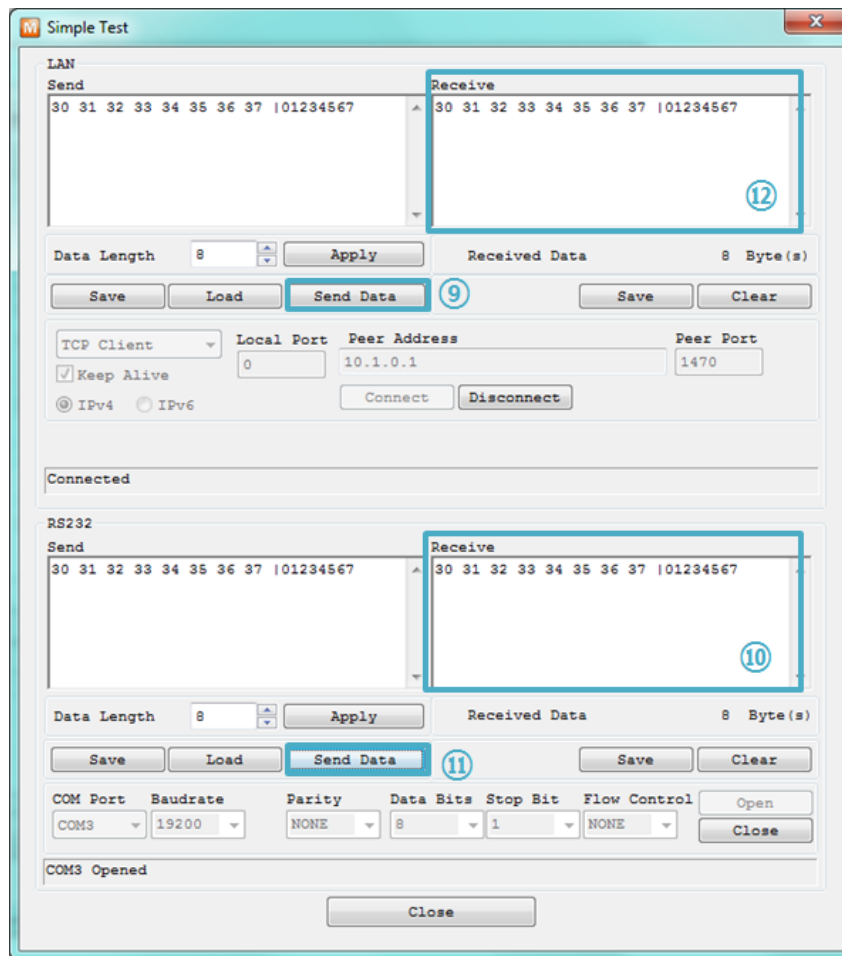 M Simple Test
LAN
Send Receive
30 31 32 33 34 35 36 37 |01234567 30 31 32 33 34 35 36 37 |01234567
⑫
Data Length 8 Apply Received Data 8 Byte(s)
Save Load Send Data ⑨ Save Clear
TCP Client Local Port Peer Address Peer Port
0 10.1.0.1 1470
Keep Alive
IPv4 IPv6 Connect Disconnect
Connected
RS232
Send Receive
30 31 32 33 34 35 36 37 |01234567 30 31 32 33 34 35 36 37 |01234567
⑩
Data Length 8 Apply Received Data 8 Byte(s)
Save Load Send Data ⑪ Save Clear
COM Port Baudrate Parity Data Bits Stop Bit Flow Control Open
COM3 19200 NONE 8 1 NONE Close
COM3 Opened
Close